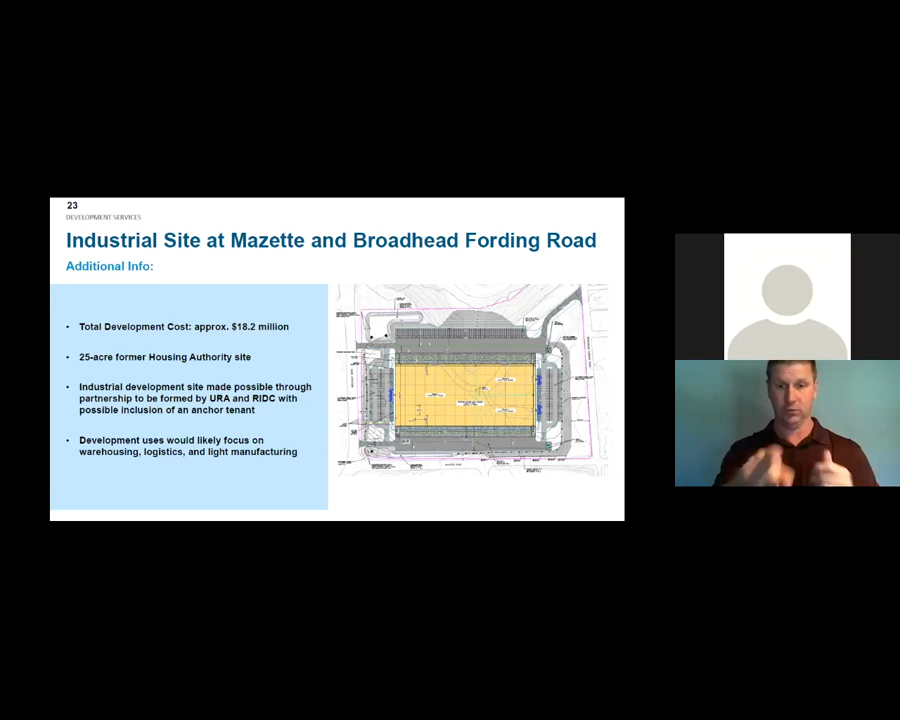 23
DEVELOPMENT SERVICES
Industrial Site at Mazette and Broadhead Fording Road
Additional Info:
• Total Development Cost: approx. $18.2 million
• 25-acre former Housing Authority site
• Industrial development site made possible through
partnership to be formed by URA and RIDC with
possible inclusion of an anchor tenant
• Development uses would likely focus on
warehousing, logistics, and light manufacturing